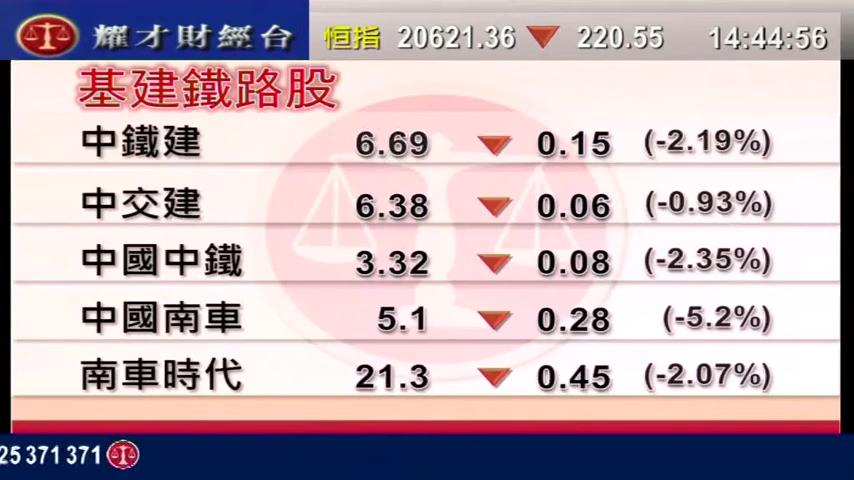 耀才財經台 恒指 20621.36 ▼ 220.55 14:44:56
基建鐵路股
中鐵建 6.69 ▼ 0.15 (-2.19%)
中交建 6.38 ▼ 0.06 (-0.93%)
中國中鐵 3.32 ▼ 0.08 (-2.35%)
中國南車 5.1 ▼ 0.28 (-5.2%)
南車時代 21.3 ▼ 0.45 (-2.07%)
25 371 371